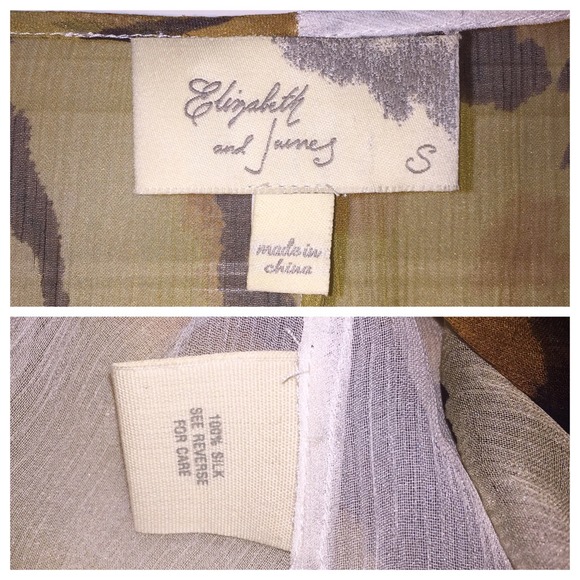 Elizabeth
and James
S
made in
china
100% SILK
SEE REVERSE
FOR CARE